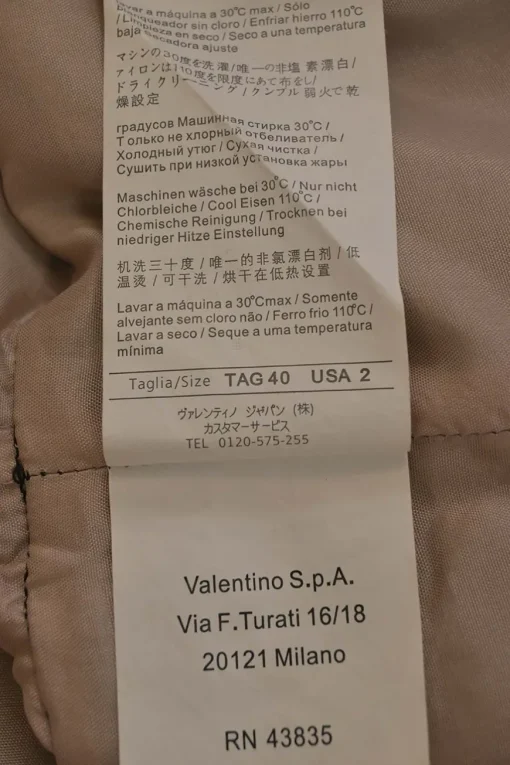 Lavar a máquina a 30℃ max / Sólo
/Limpieza en seco / Enfriar hierro 110℃
baja Secadora ajuste
マシンの30度を洗濯/唯一の非塩素漂白/
アイロンは110度を限度にあて布をし/
ドライクリーニング/タンブル弱火で乾
燥設定
градусов Машинная стирка 30℃/
Только не хлорный отбеливатель /
Холодный утюг / Сухая чистка /
Сушить при низкой установка жары
Maschinen wäsche bei 30℃ / Nur nicht
Chlorbleiche / Cool Eisen 110℃ /
Chemische Reinigung / Trocknen bei
niedriger Hitze Einstellung
机洗三十度 / 唯一的非氯漂白剂 / 低
温烫 / 可干洗 / 烘干在低热设置
Lavar a máquina a 30℃max / Somente
alvejante sem cloro não / Ferro frio 110℃/
Lavar a seco / Seque a uma temperatura
mínima
Taglia/Size TAG 40 USA 2
ヴァレンティノ ジャパン (株)
カスタマーサービス
TEL 0120-575-255
Valentino S.p.A.
Via F.Turati 16/18
20121 Milano
RN 43835